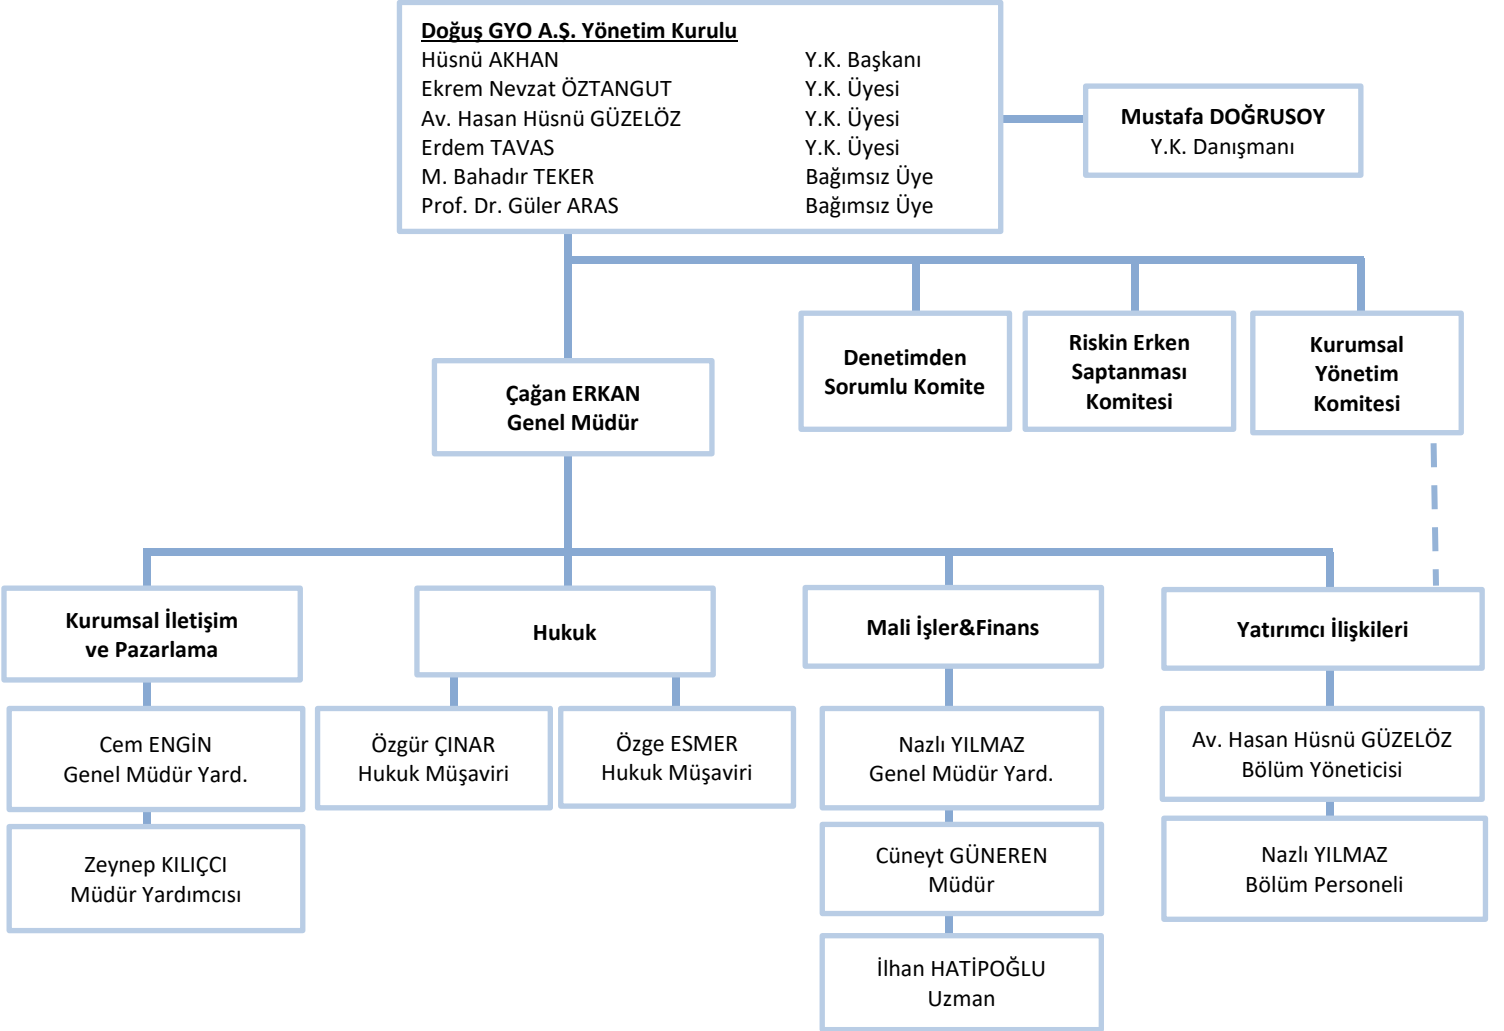 Doğuş GYO A.Ş. Yönetim Kurulu
Hüsnü AKHAN Y.K. Başkanı
Ekrem Nevzat ÖZTANGUT Y.K. Üyesi
Av. Hasan Hüsnü GÜZELÖZ Y.K. Üyesi
Erdem TAVAS Y.K. Üyesi
M. Bahadır TEKER Bağımsız Üye
Prof. Dr. Güler ARAS Bağımsız Üye
Mustafa DOĞRUSOY
Y.K. Danışmanı
Çağan ERKAN
Genel Müdür
Denetimden
Sorumlu Komite
Riskin Erken
Saptanması
Komitesi
Kurumsal
Yönetim
Komitesi
Kurumsal İletişim
ve Pazarlama
Hukuk
Mali İşler&Finans
Yatırımcı İlişkileri
Cem ENGİN
Genel Müdür Yard.
Özgür ÇINAR
Hukuk Müşaviri
Özge ESMER
Hukuk Müşaviri
Nazlı YILMAZ
Genel Müdür Yard.
Av. Hasan Hüsnü GÜZELÖZ
Bölüm Yöneticisi
Zeynep KILIÇCI
Müdür Yardımcısı
Cüneyt GÜNEREN
Müdür
Nazlı YILMAZ
Bölüm Personeli
İlhan HATİPOĞLU
Uzman